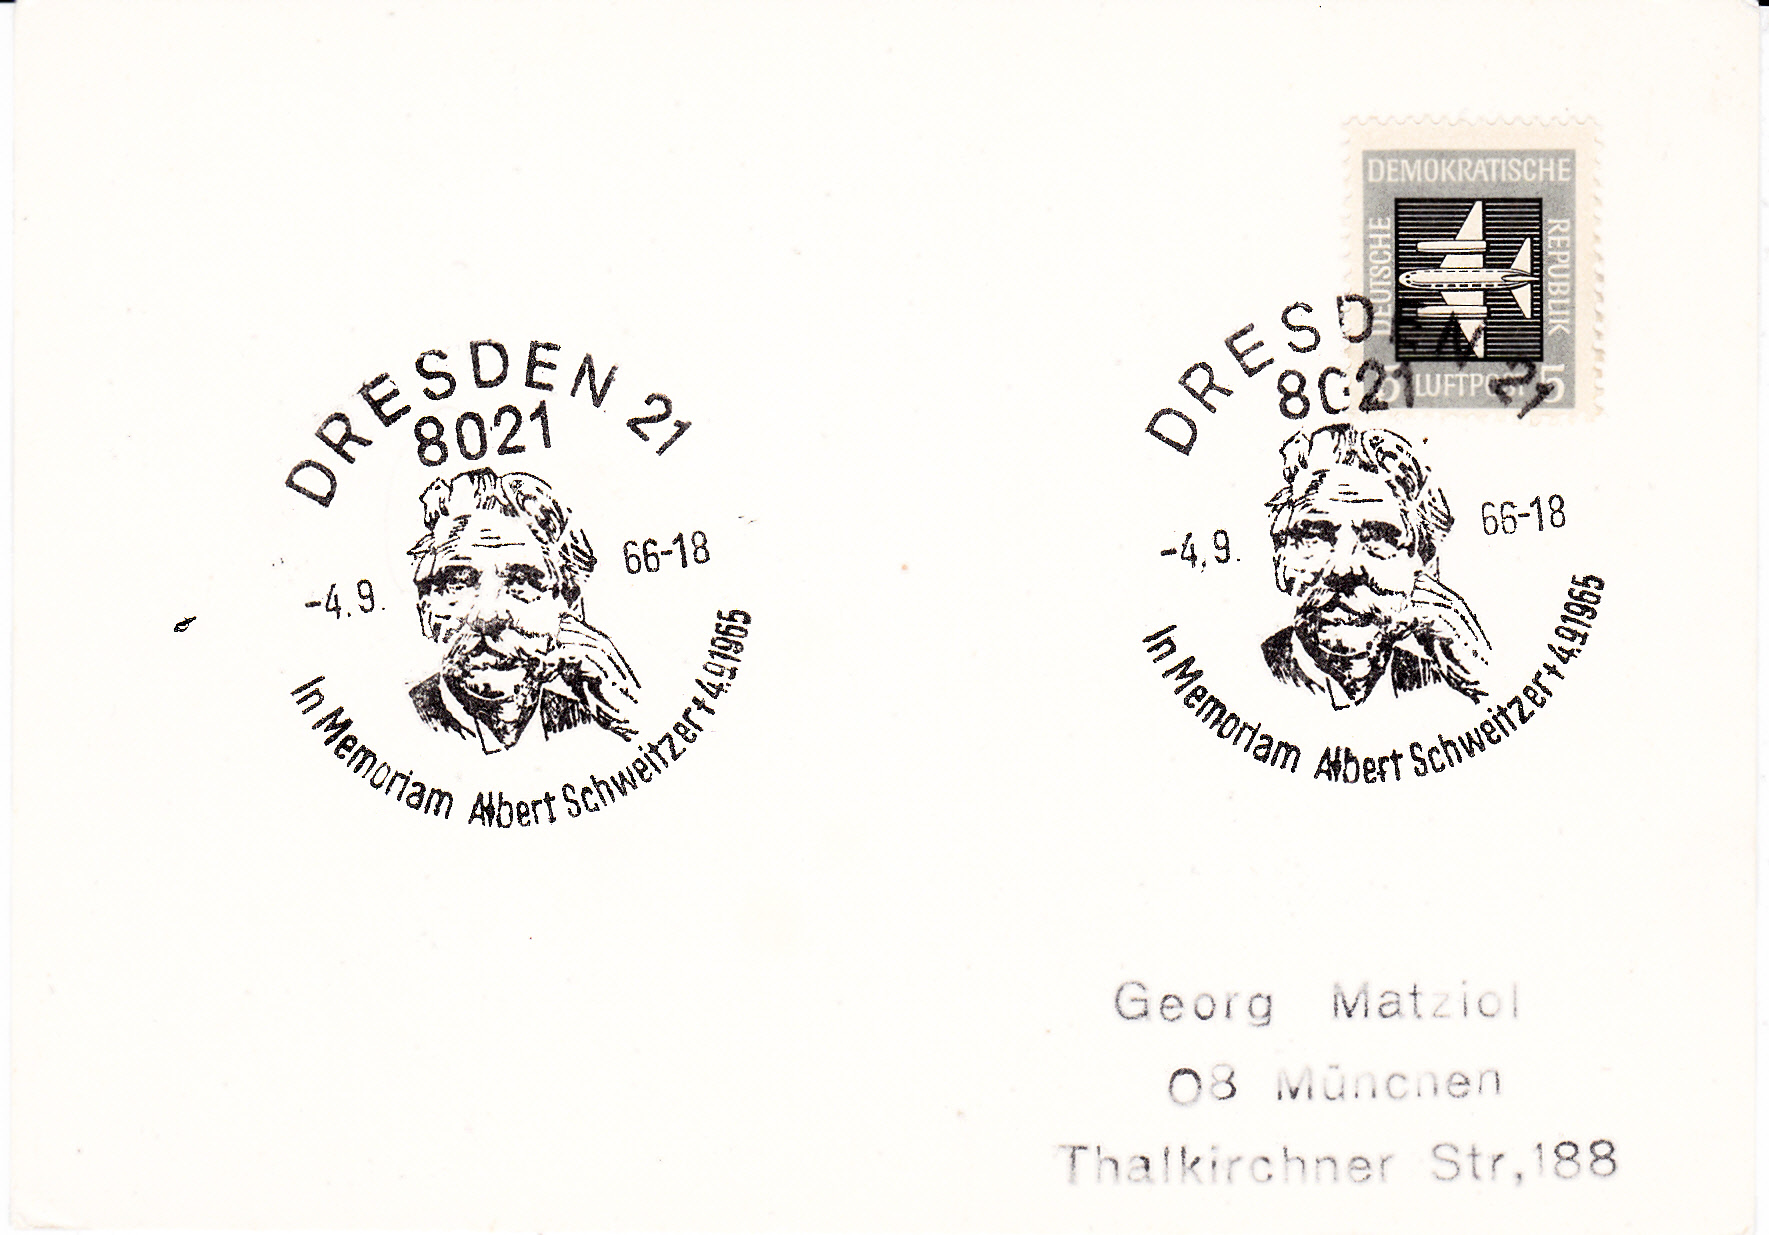 DRESDEN 21
8021
-4.9. 66-18
In Memoriam Albert Schweitzer + 4.9.1965
DEMOKRATISCHE
DEUTSCHE
REPUBLIK
5 LUFTPOST 5
DRESDEN 21
8021
-4.9. 66-18
In Memoriam Albert Schweitzer + 4.9.1965
Georg Matziol
08 München
Thalkirchner Str,188